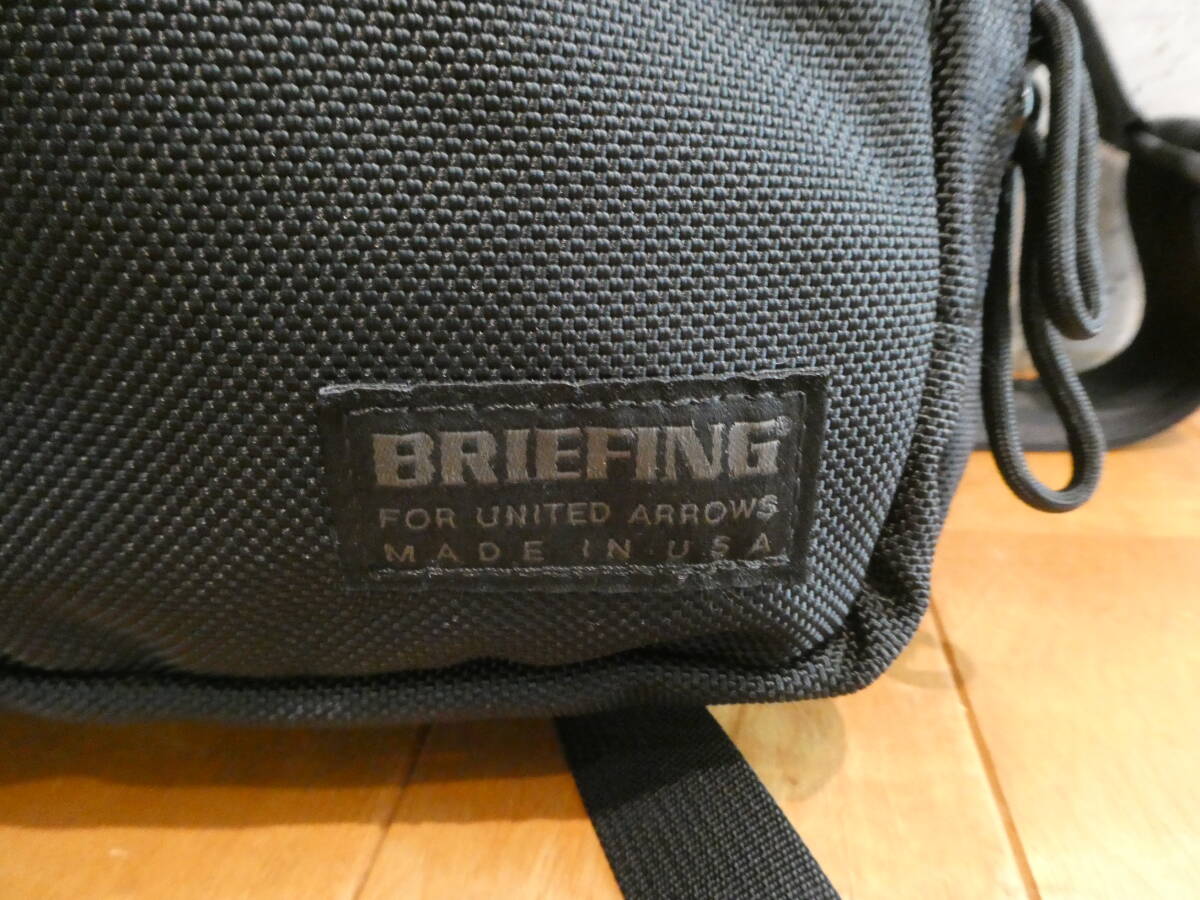 BRIEFING
FOR UNITED ARROWS
MADE IN USA